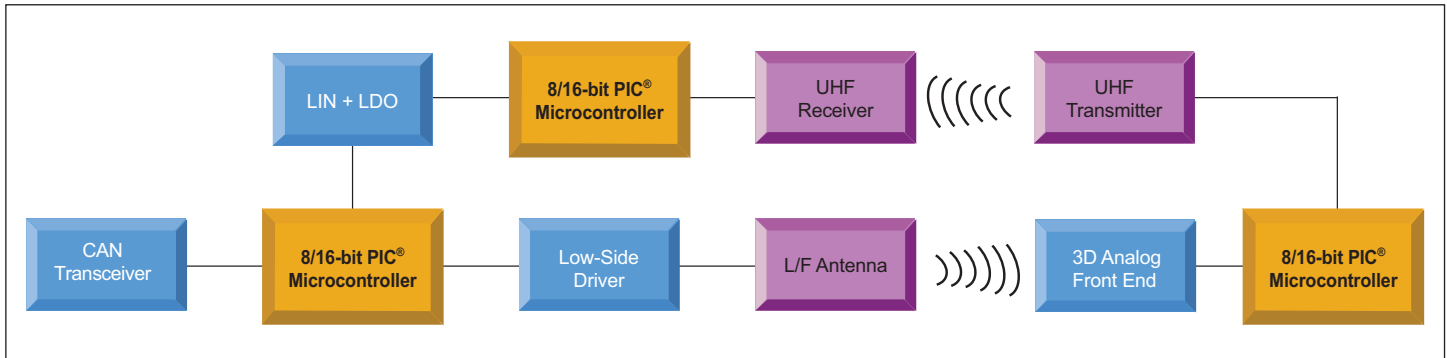 LIN + LDO
8/16-bit PIC®
Microcontroller
UHF
Receiver
UHF
Transmitter
CAN
Transceiver
8/16-bit PIC®
Microcontroller
Low-Side
Driver
L/F Antenna
3D Analog
Front End
8/16-bit PIC®
Microcontroller